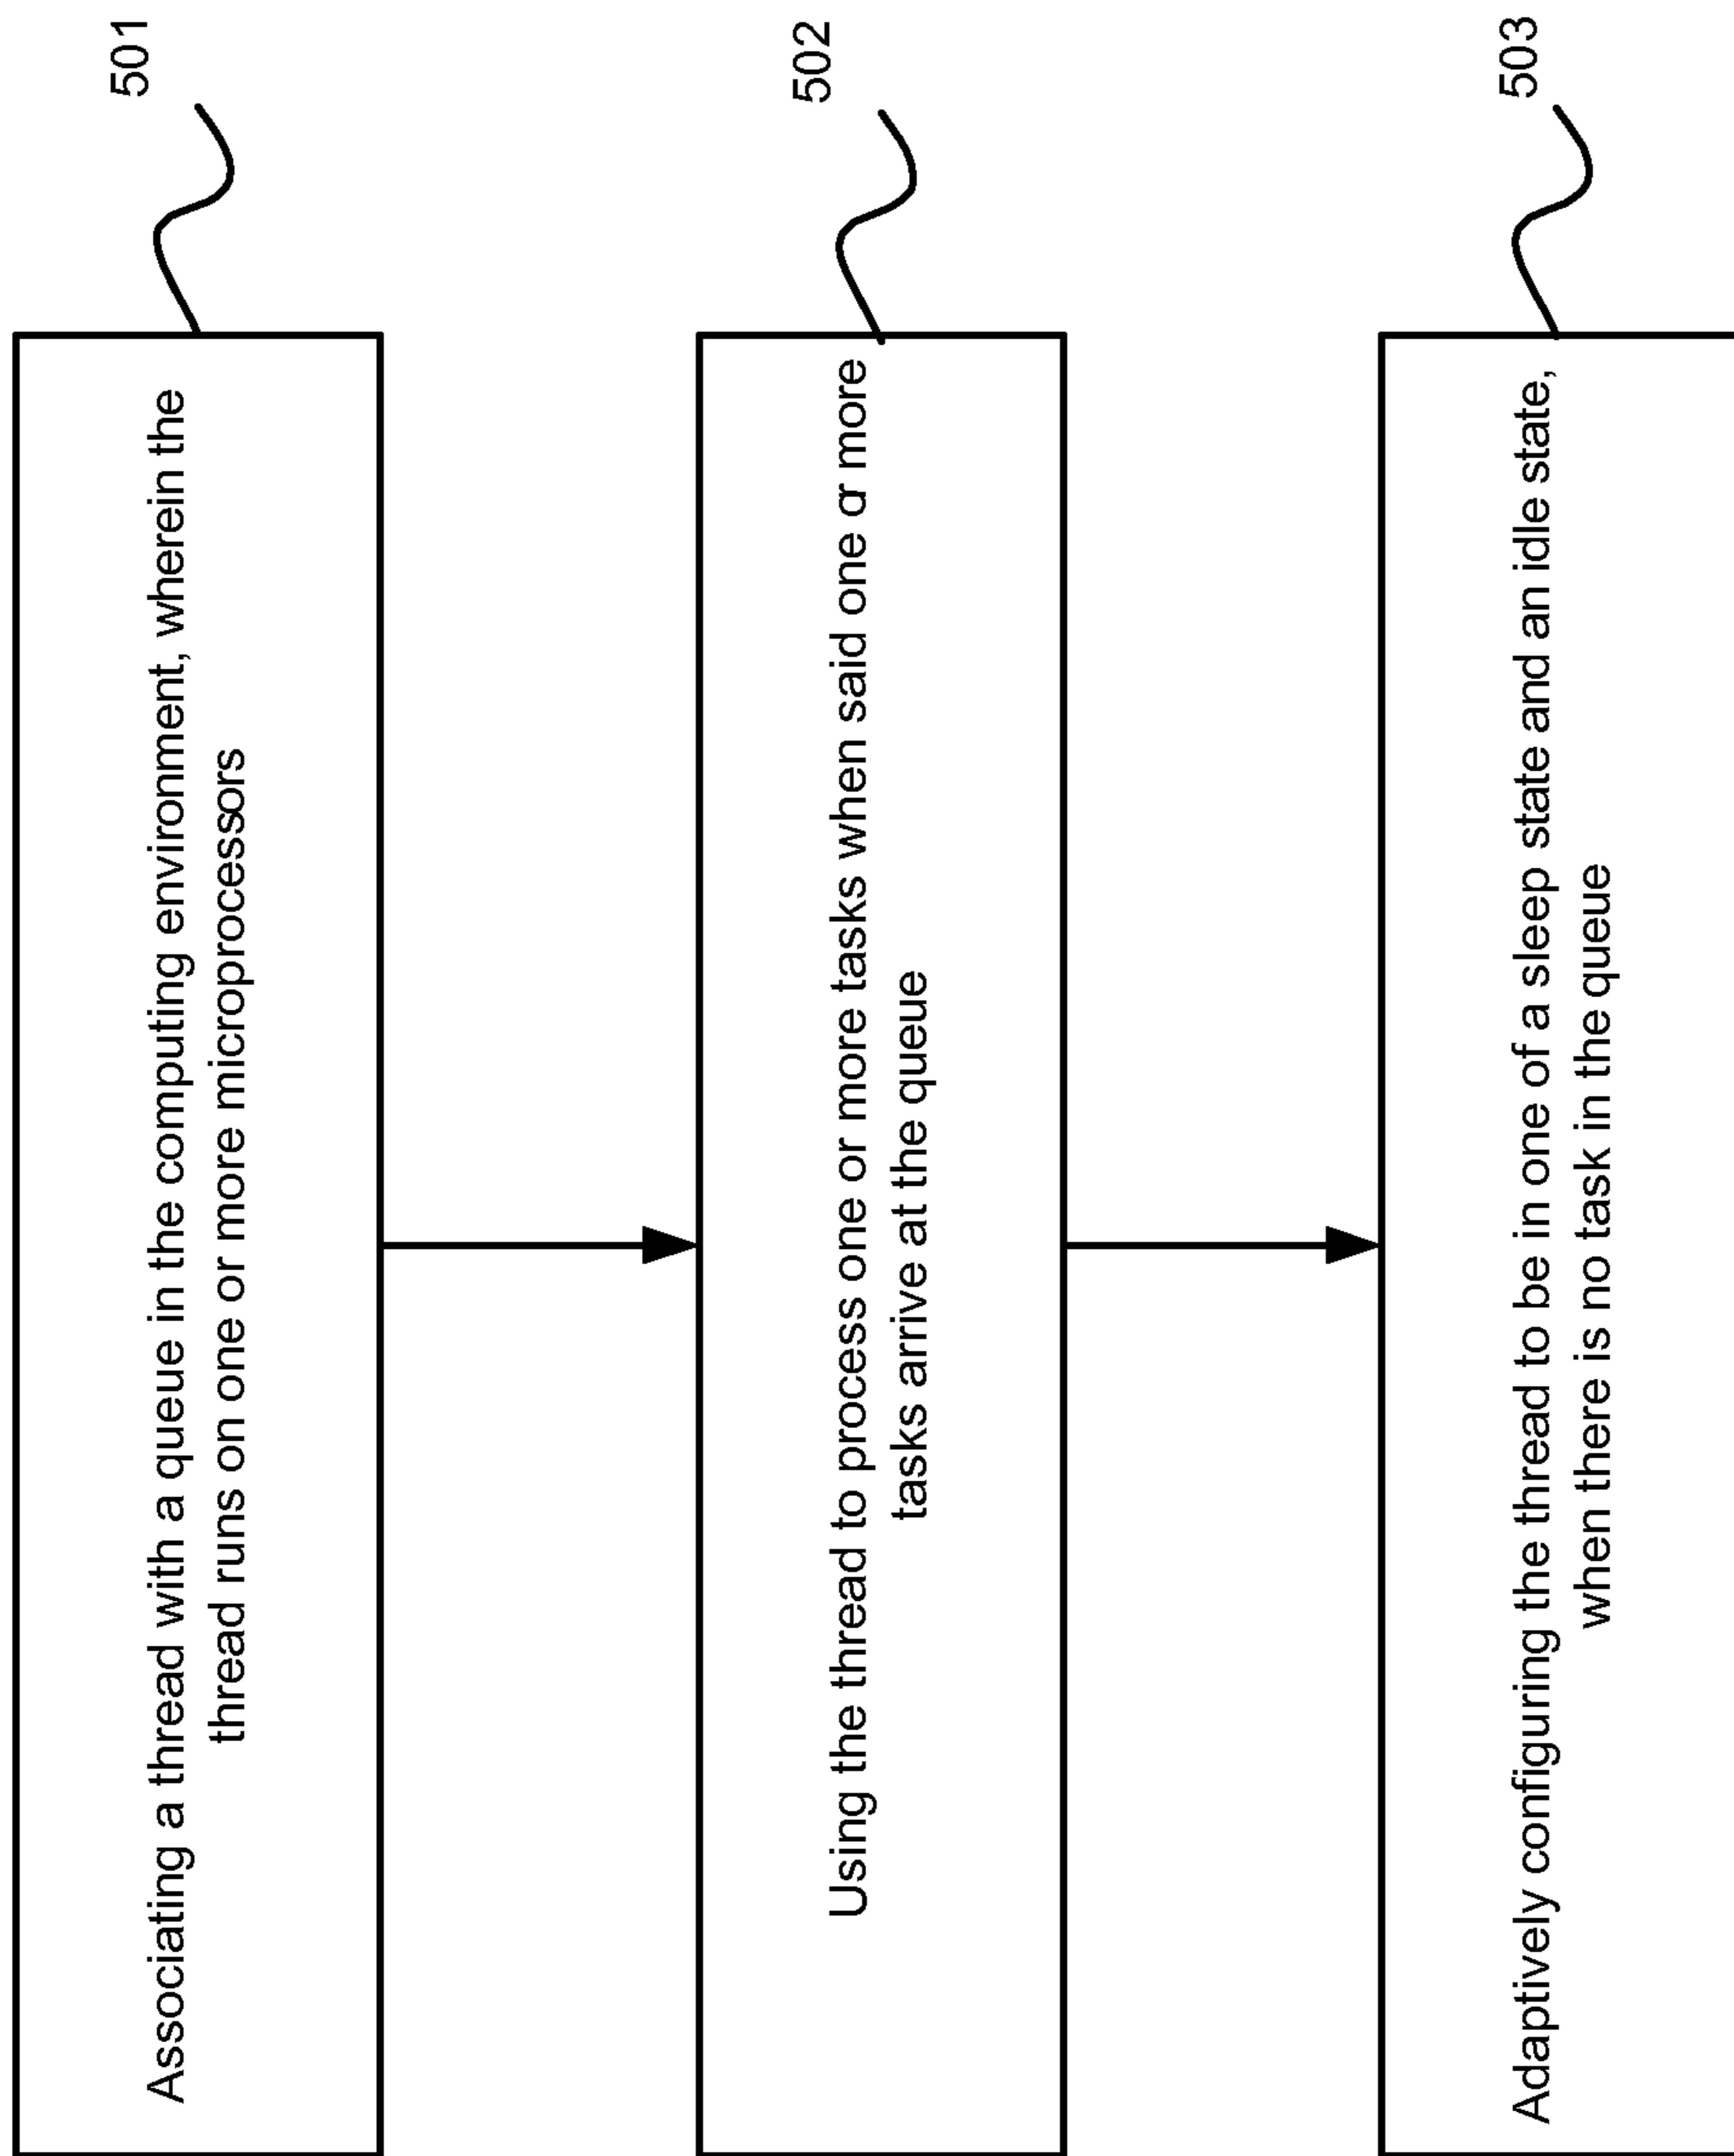 Associating a thread with a queue in the computing environment, wherein the
thread runs on one or more microprocessors
501
Using the thread to process one or more tasks when said one or more
tasks arrive at the queue
502
Adaptively configuring the thread to be in one of a sleep state and an idle state,
when there is no task in the queue
503